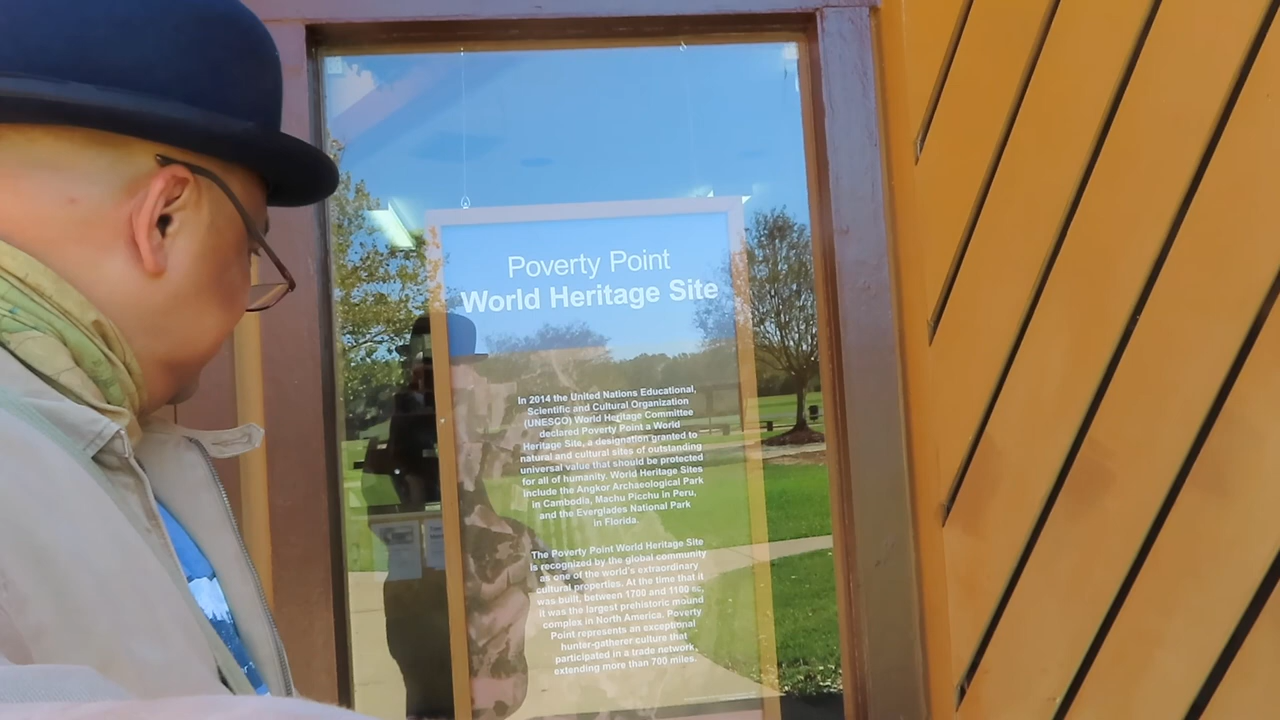 Poverty Point
World Heritage Site
In 2014 the United Nations Educational,
Scientific and Cultural Organization
(UNESCO) World Heritage Committee
declared Poverty Point a World
Heritage Site, a designation granted to
natural and cultural sites of outstanding
universal value that should be protected
for all of humanity. World Heritage Sites
include the Angkor Archaeological Park
in Cambodia, Machu Picchu in Peru,
and the Everglades National Park
in Florida.
The Poverty Point World Heritage Site
is recognized by the global community
as one of the world's extraordinary
cultural properties. At the time that it
was built, between 1700 and 1100 BC,
it was the largest prehistoric mound
complex in North America. Poverty
Point represents an exceptional
hunter-gatherer culture that
participated in a trade network,
extending more than 700 miles.